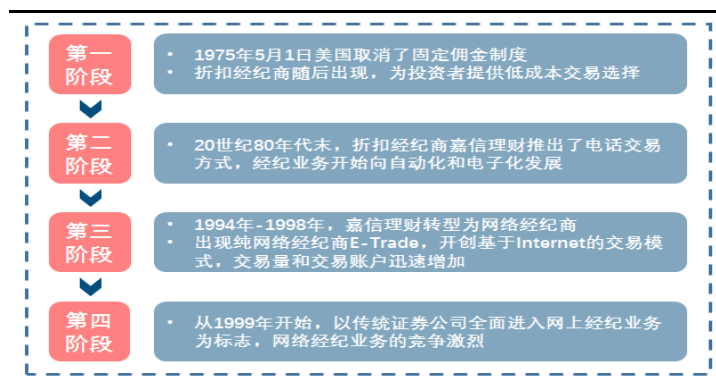 第一
阶段
• 1975年5月1日美国取消了固定佣金制度
• 折扣经纪商随后出现，为投资者提供低成本交易选择
第二
阶段
• 20世纪80年代末，折扣经纪商嘉信理财推出了电话交易
方式，经纪业务开始向自动化和电子化发展
第三
阶段
• 1994年-1998年，嘉信理财转型为网络经纪商
• 出现纯网络经纪商E-Trade，开创基于Internet的交易模
式，交易量和交易账户迅速增加
第四
阶段
• 从1999年开始，以传统证券公司全面进入网上经纪业务
为标志，网络经纪业务的竞争激烈